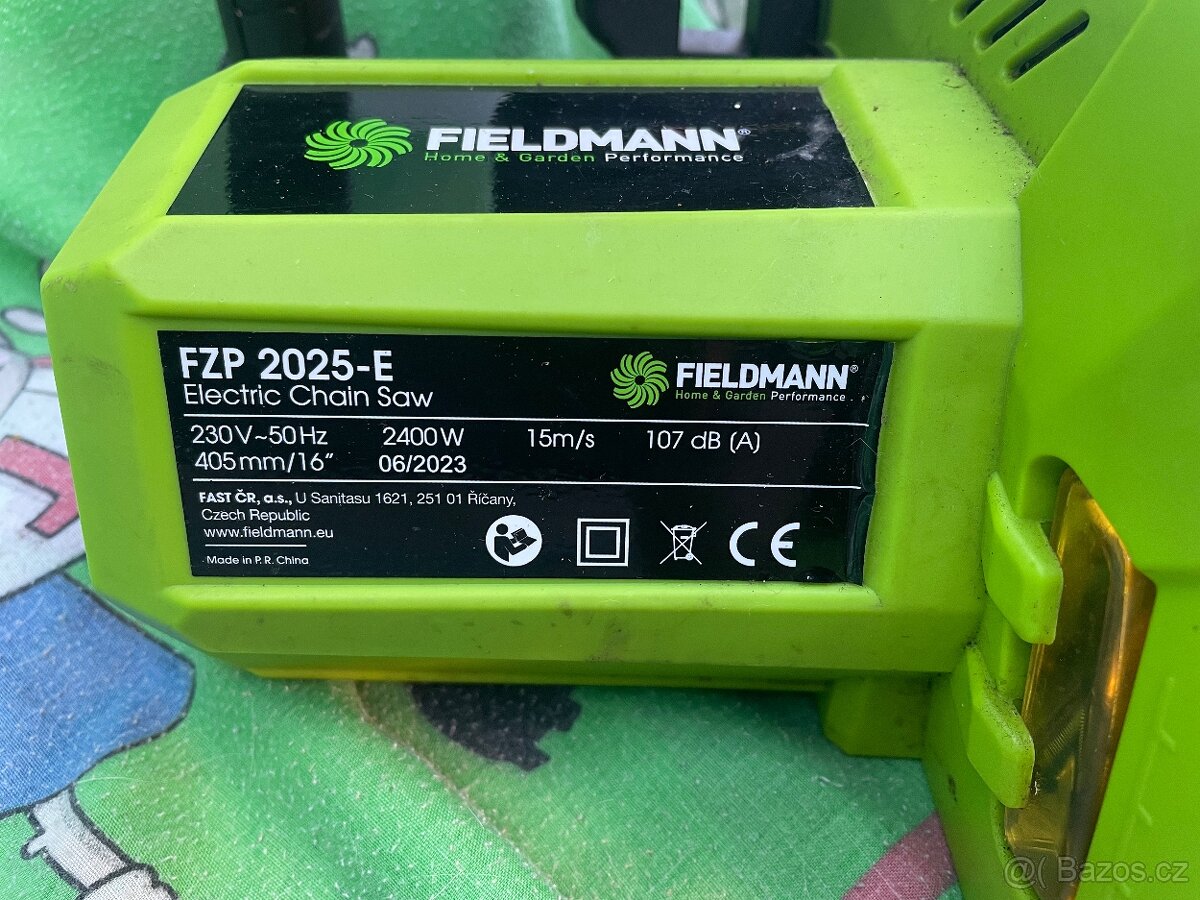 FIELDMANN®
Home & Garden Performance
FZP 2025-E
Electric Chain Saw
FIELDMANN®
Home & Garden Performance
230V~50Hz 2400W 15m/s 107 dB (A)
405mm/16” 06/2023
FAST ČR, a.s., U Sanitasu 1621, 251 01 Říčany,
Czech Republic
www.fieldmann.eu
Made in P.R. China
CE
@( Bazos.cz